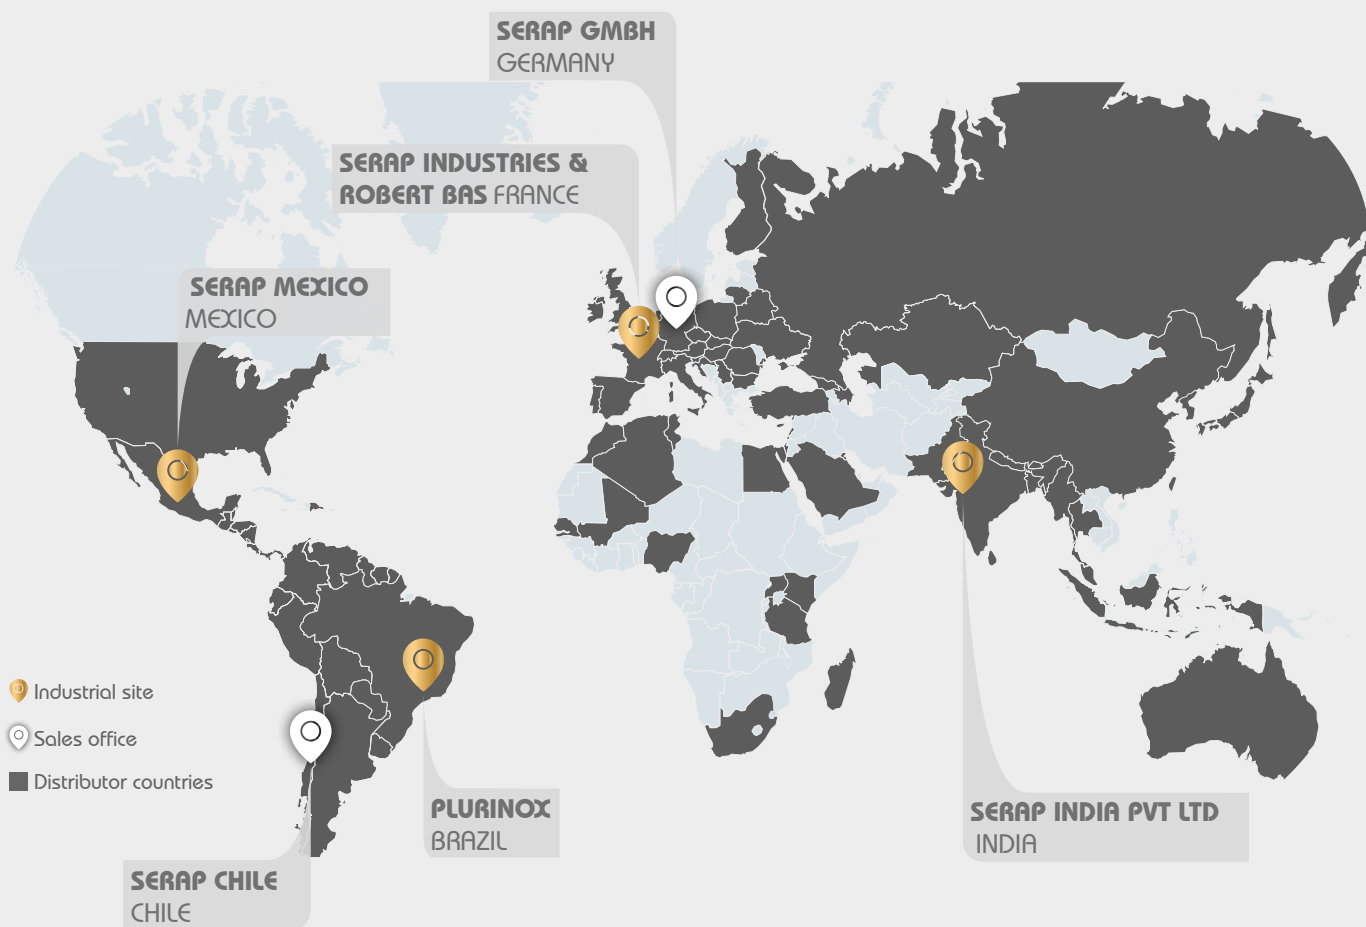 SERAP GMBH
GERMANY
SERAP INDUSTRIES &
ROBERT BAS FRANCE
SERAP MEXICO
MEXICO
Industrial site
Sales office
Distributor countries
PLURINOX
BRAZIL
SERAP INDIA PVT LTD
INDIA
SERAP CHILE
CHILE